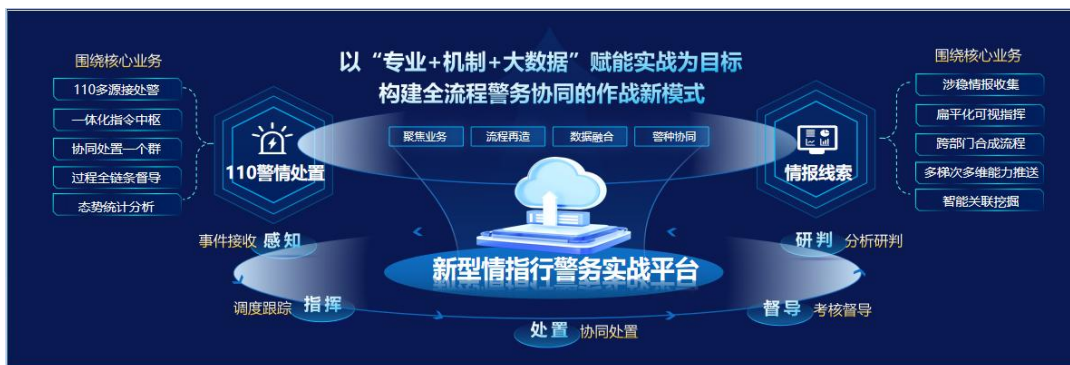 以“专业+机制+大数据”赋能实战为目标
构建全流程警务协同的作战新模式
聚焦业务
流程再造
数据融合
警种协同
围绕核心业务
110多源接处警
一体化指令中枢
协同处置一个群
过程全链条督导
态势统计分析
110警情处置
围绕核心业务
涉稳情报收集
扁平化可视指挥
跨部门合成流程
多梯次多维能力推送
智能关联挖掘
情报线索
新型情指行警务实战平台
事件接收 感知
调度跟踪 指挥
处置 协同处置
督导 考核督导
研判 分析研判